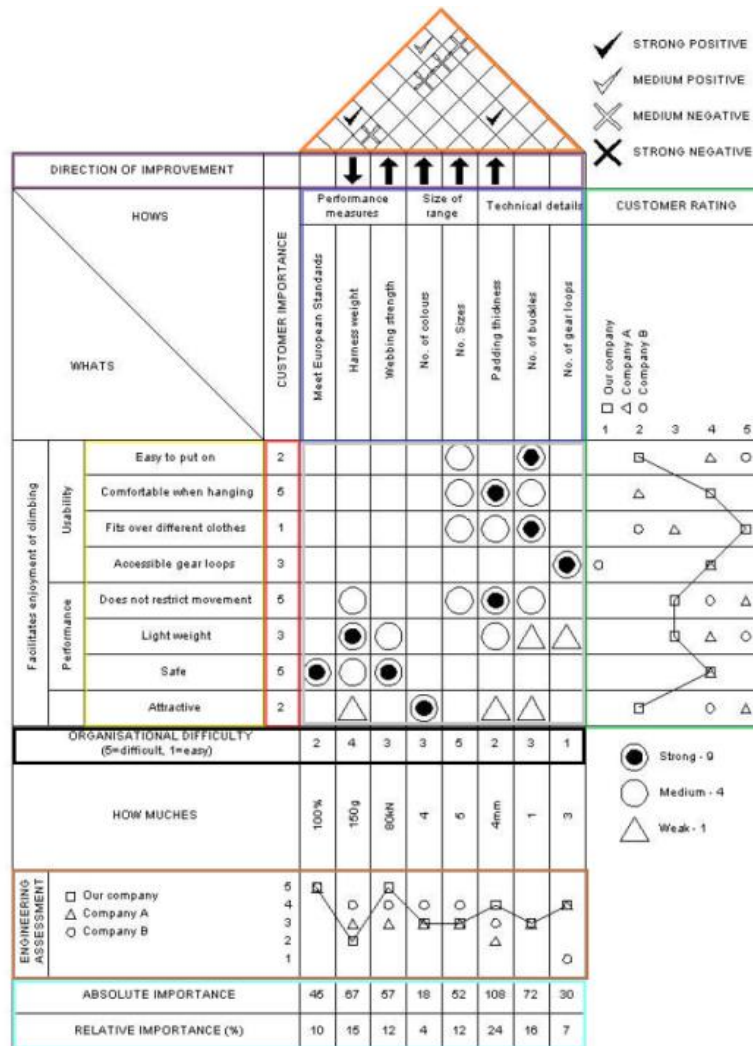 STRONG POSITIVE
MEDIUM POSITIVE
MEDIUM NEGATIVE
STRONG NEGATIVE
DIRECTION OF IMPROVEMENT
HOWS
WHATS
CUSTOMER IMPORTANCE
Performance measures
Size of range
Technical details
CUSTOMER RATING
Meet European Standards
Harness weight
Webbing strength
No. of colours
No. Sizes
Padding thickness
No. of buckles
No. of gear loops
Our company
Company A
Company B
1 2 3 4 5
Facilitates enjoyment of climbing
Usability
Easy to put on 2
Comfortable when hanging 5
Fits over different clothes 1
Accessible gear loops 3
Performance
Does not restrict movement 5
Light weight 3
Safe 5
Attractive 2
ORGANISATIONAL DIFFICULTY 2 4 3 3 5 2 3 1
(5=difficult, 1=easy)
Strong - 9
Medium - 4
Weak - 1
HOW MUCHES 100% 150g 80kN 4 5 4mm 1 3
ENGINEERING ASSESSMENT
Our company
Company A
Company B
5
4
3
2
1
ABSOLUTE IMPORTANCE 45 67 57 18 52 108 72 30
RELATIVE IMPORTANCE (%) 10 15 12 4 12 24 16 7